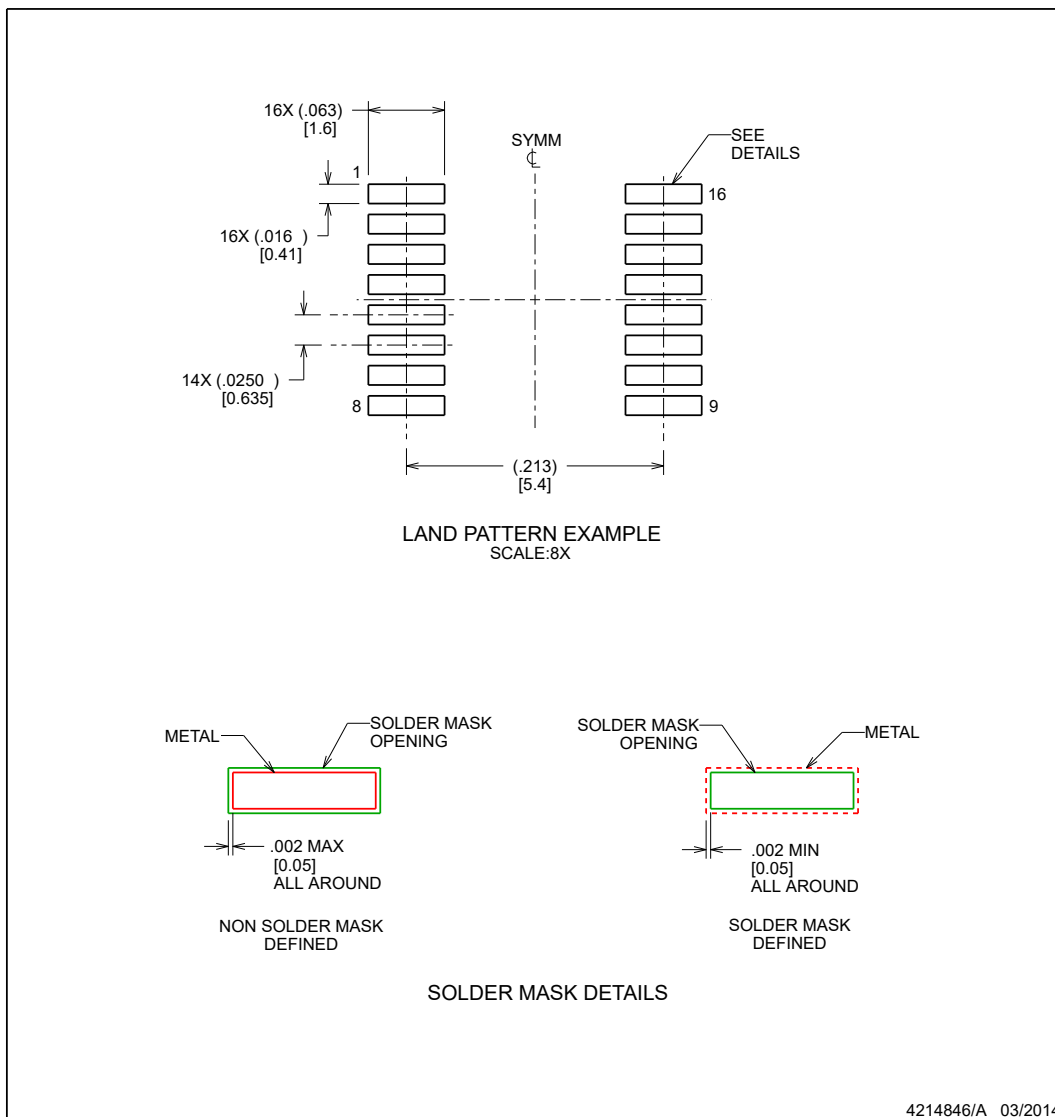 16X (.063)
[1.6]
SYMM
SEE
DETAILS
1
16
16X (.016 )
[0.41]
14X (.0250 )
[0.635]
8
9
(.213)
[5.4]
LAND PATTERN EXAMPLE
SCALE:8X
METAL
SOLDER MASK
OPENING
.002 MAX
[0.05]
ALL AROUND
NON SOLDER MASK
DEFINED
SOLDER MASK
OPENING
METAL
.002 MIN
[0.05]
ALL AROUND
SOLDER MASK
DEFINED
SOLDER MASK DETAILS
4214846/A 03/2014